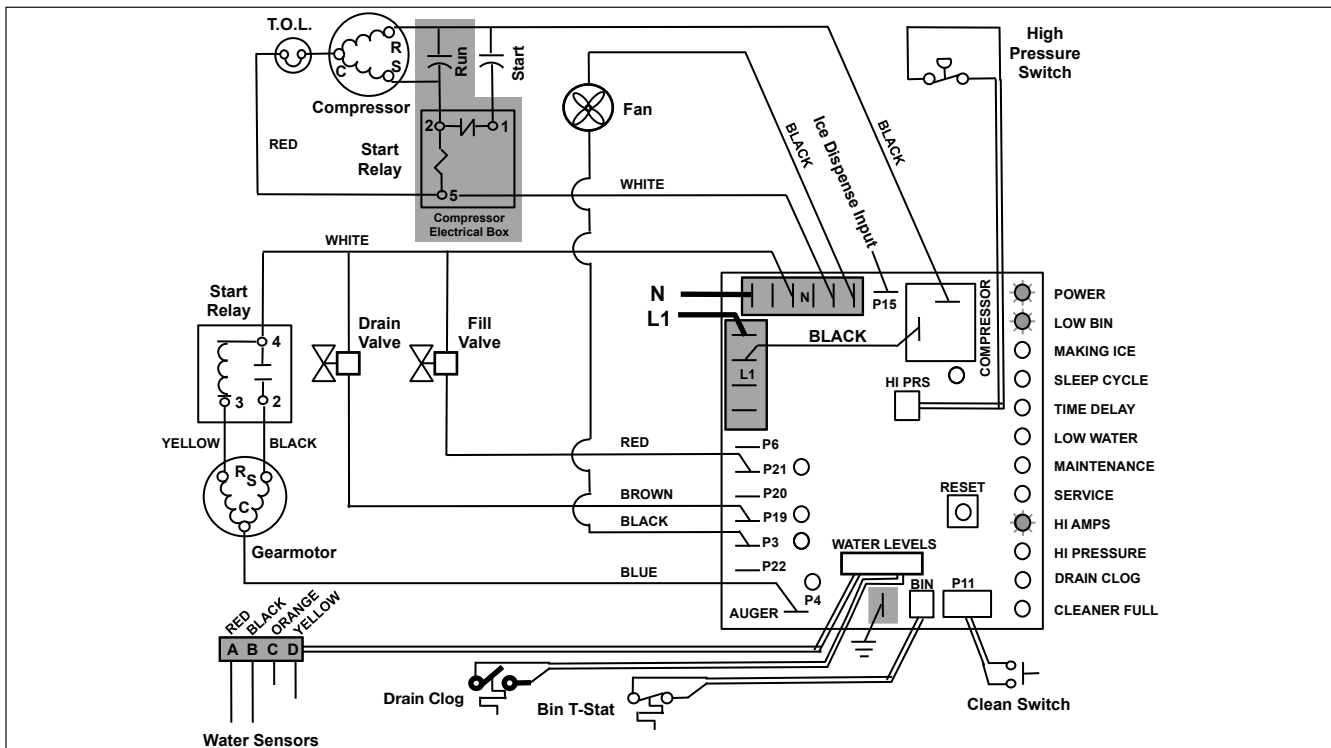 T.O.L.
R
S
C
Compressor
Run
Start
High
Pressure
Switch
Fan
2
1
RED
Start
Relay
5
WHITE
BLACK
Ice Dispense Input
BLACK
Compressor
Electrical Box
WHITE
N
L1
N
P15
COMPRESSOR
BLACK
L1
HI PRS
POWER
LOW BIN
MAKING ICE
SLEEP CYCLE
TIME DELAY
LOW WATER
MAINTENANCE
SERVICE
HI AMPS
HI PRESSURE
DRAIN CLOG
CLEANER FULL
Start
Relay
4
3
2
Drain
Valve
Fill
Valve
YELLOW
BLACK
R
S
C
Gearmotor
RED
BROWN
BLACK
BLUE
P6
P21
P20
P19
P3
P22
P4
AUGER
RESET
WATER LEVELS
BIN
P11
RED
BLACK
ORANGE
YELLOW
A B C D
Water Sensors
Drain Clog
Bin T-Stat
Clean Switch